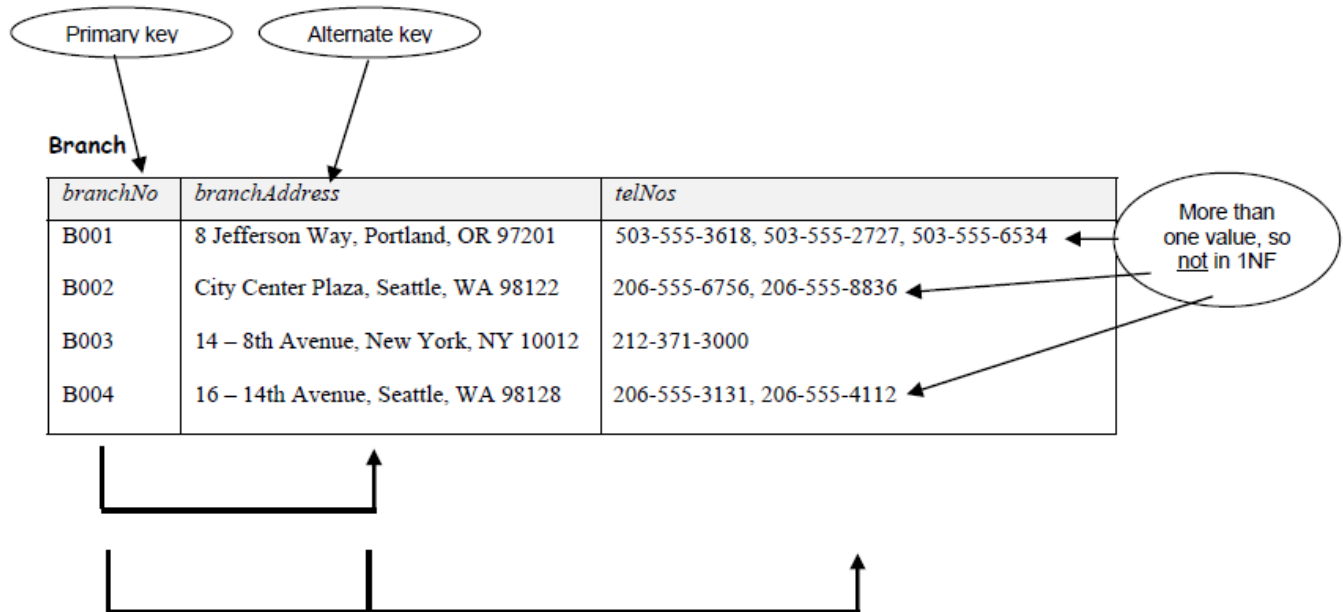 Primary key
Alternate key
Branch
branchNo branchAddress telNos
B001 8 Jefferson Way, Portland, OR 97201 503-555-3618, 503-555-2727, 503-555-6534
B002 City Center Plaza, Seattle, WA 98122 206-555-6756, 206-555-8836
B003 14 – 8th Avenue, New York, NY 10012 212-371-3000
B004 16 – 14th Avenue, Seattle, WA 98128 206-555-3131, 206-555-4112
More than
one value, so
not in 1NF